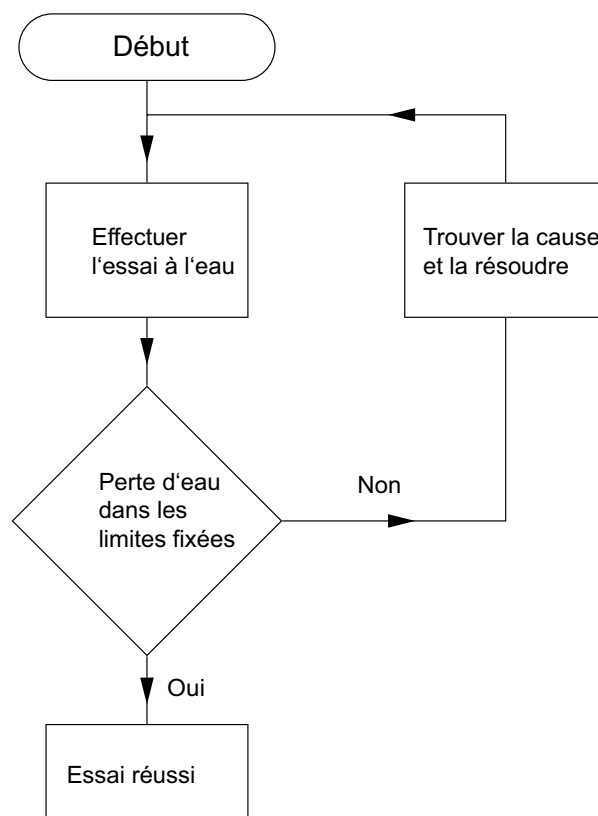 Début
Effectuer
l‘essai à l‘eau
Trouver la cause
et la résoudre
Perte d‘eau
dans les
limites fixées
Non
Oui
Essai réussi